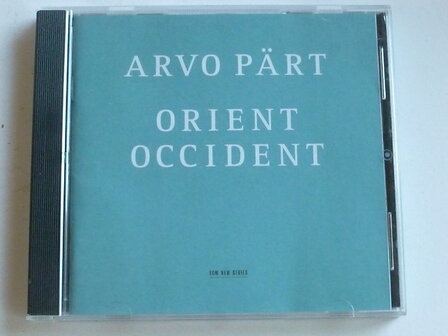 ARVO PÄRT
ORIENT
OCCIDENT
ECM NEW SERIES